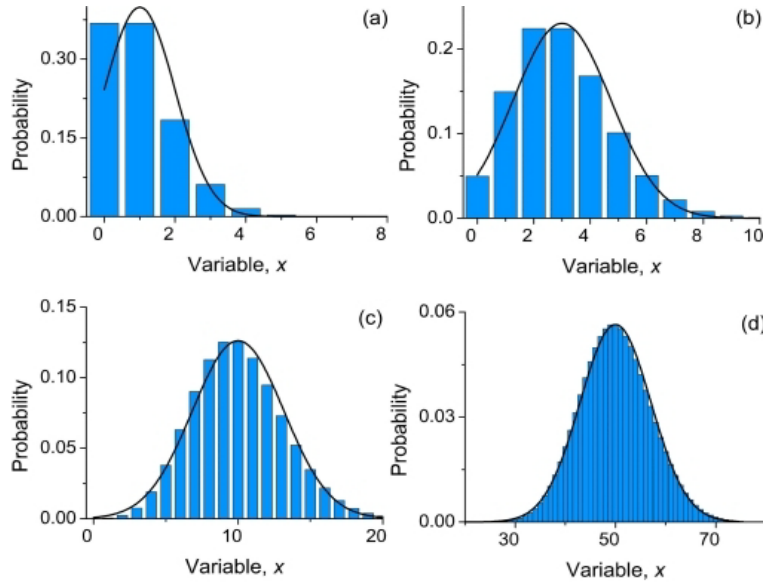 (a)
0.30
0.15
0.00
Probability
0 2 4 6 8
Variable, x
(b)
0.2
0.1
0.0
Probability
0 2 4 6 8 10
Variable, x
(c)
0.15
0.10
0.05
0.00
Probability
0 10 20
Variable, x
(d)
0.06
0.03
0.00
Probability
30 50 70
Variable, x